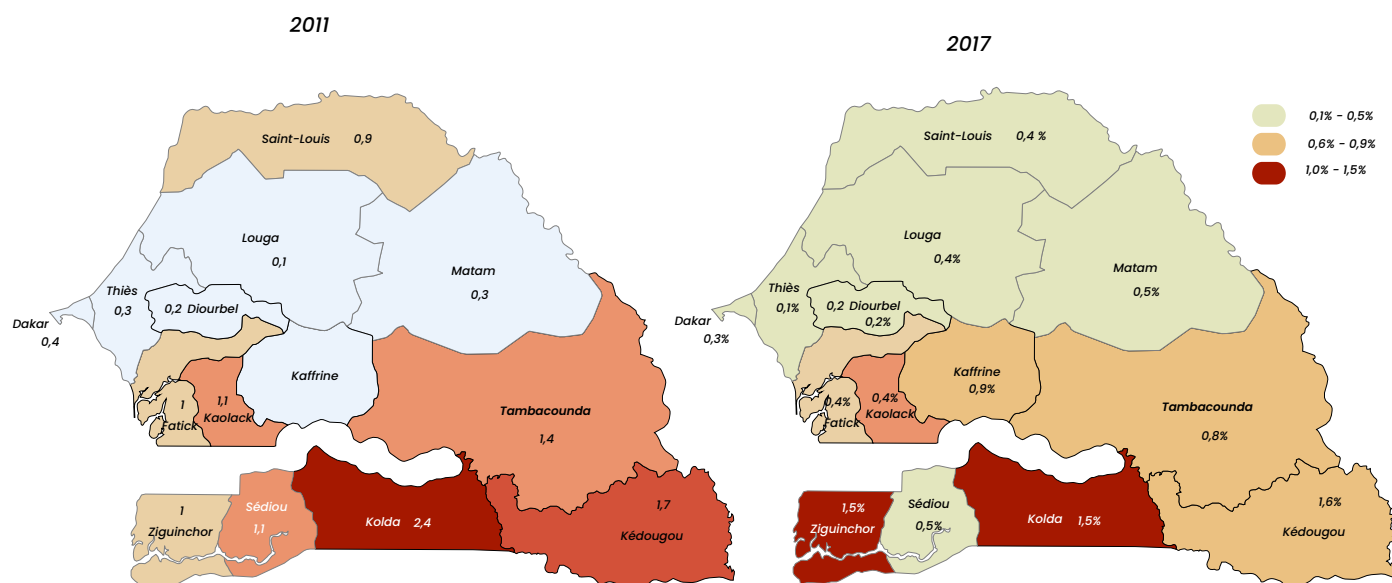 2011
Saint-Louis 0,9
Louga
0,1
Matam
0,3
Thiès
0,3
0,2 Diourbel
Dakar
0,4
Kaffrine
1
Fatick
1,1
Kaolack
Tambacounda
1,4
1
Ziguinchor
Sédiou
1,1
Kolda 2,4
1,7
Kédougou
2017
0,1% - 0,5%
0,6% - 0,9%
1,0% - 1,5%
Saint-Louis 0,4 %
Louga
0,4%
Matam
0,5%
Thiès
0,1%
0,2 Diourbel
0,2%
Dakar
0,3%
Kaffrine
0,9%
0,4%
Fatick
0,4%
Kaolack
Tambacounda
0,8%
1,5%
Ziguinchor
Sédiou
0,5%
Kolda 1,5%
1,6%
Kédougou